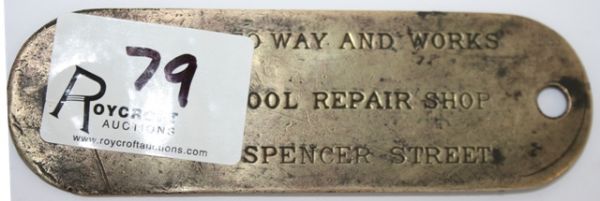 79
ROYCROFT
AUCTIONS
www.roycroftauctions.com
O WAY AND WORKS
OOL REPAIR SHOP
SPENCER STREET